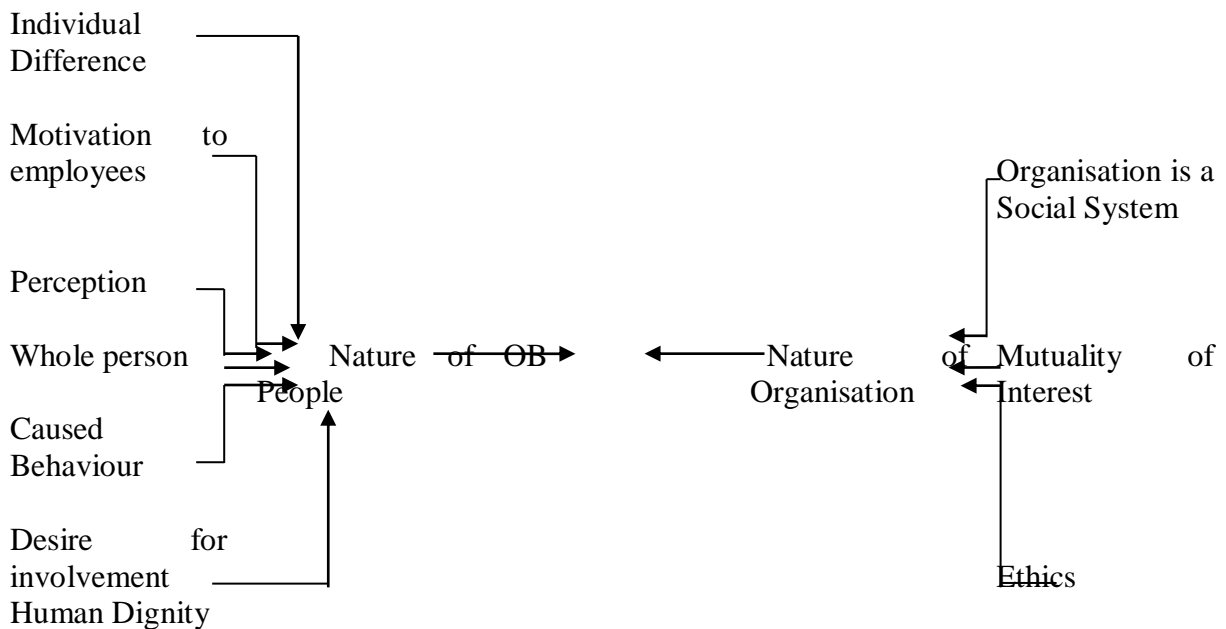 Individual
Difference
Motivation to
employees
Perception
Whole person
Caused
Behaviour
Desire for
involvement
Human Dignity
Nature of
People
OB
Nature of
Organisation
Organisation is a
Social System
Mutuality of
Interest
Ethics